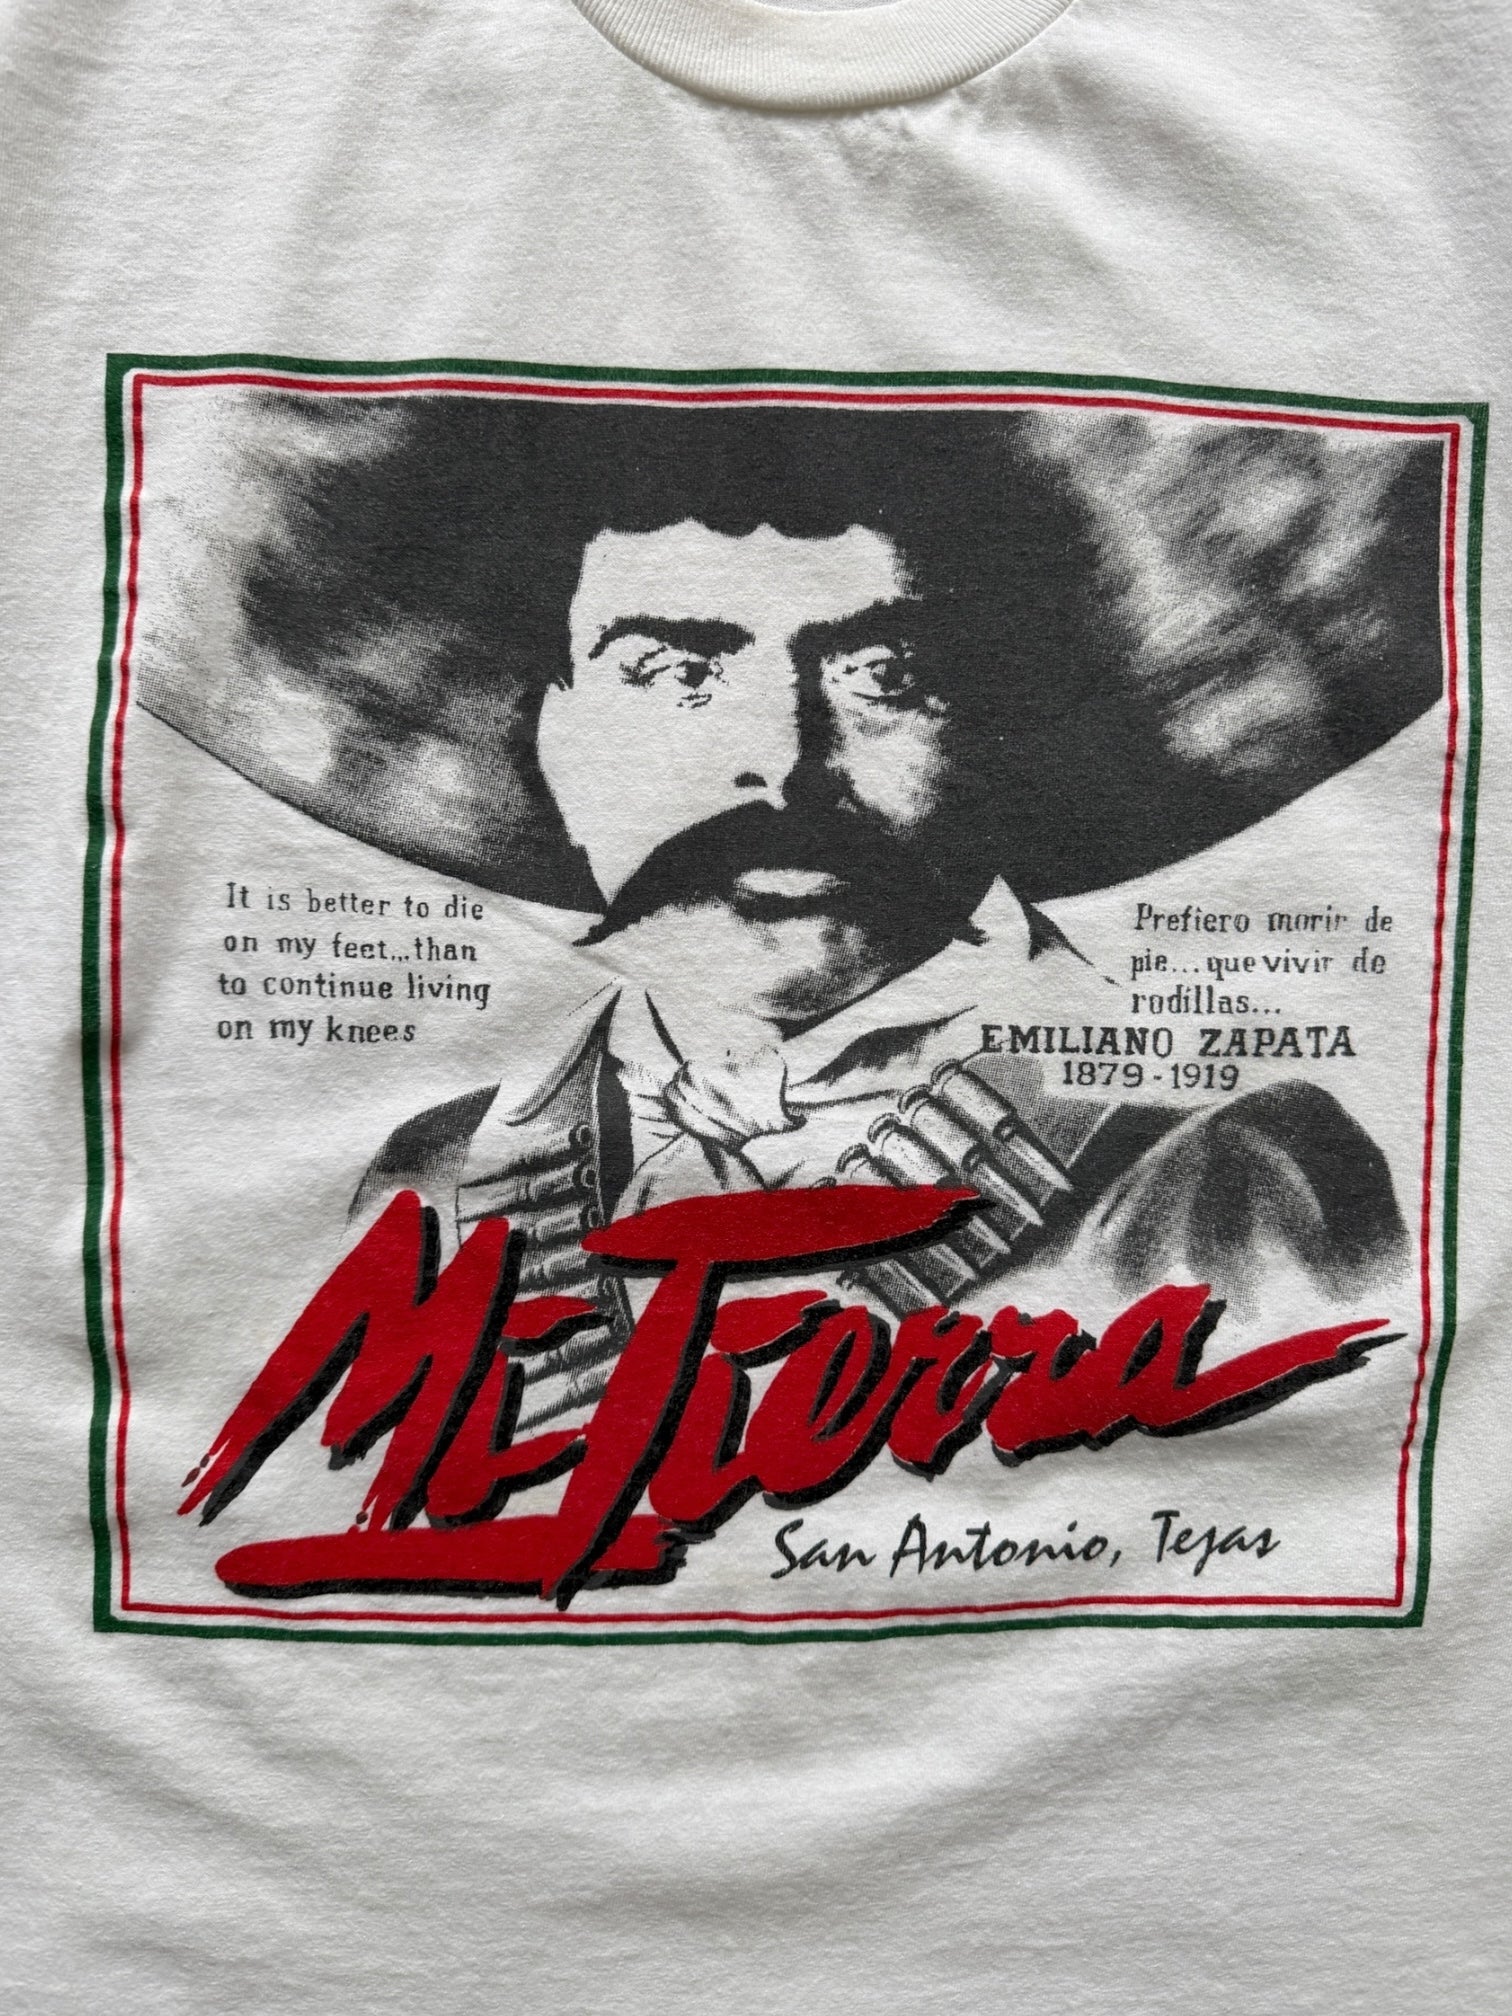 It is better to die
on my feet...than
to continue living
on my knees
Prefiero morir de
pie...que vivir de
rodillas...
EMILIANO ZAPATA
1879-1919
Mi Tierra
San Antonio, Tejas